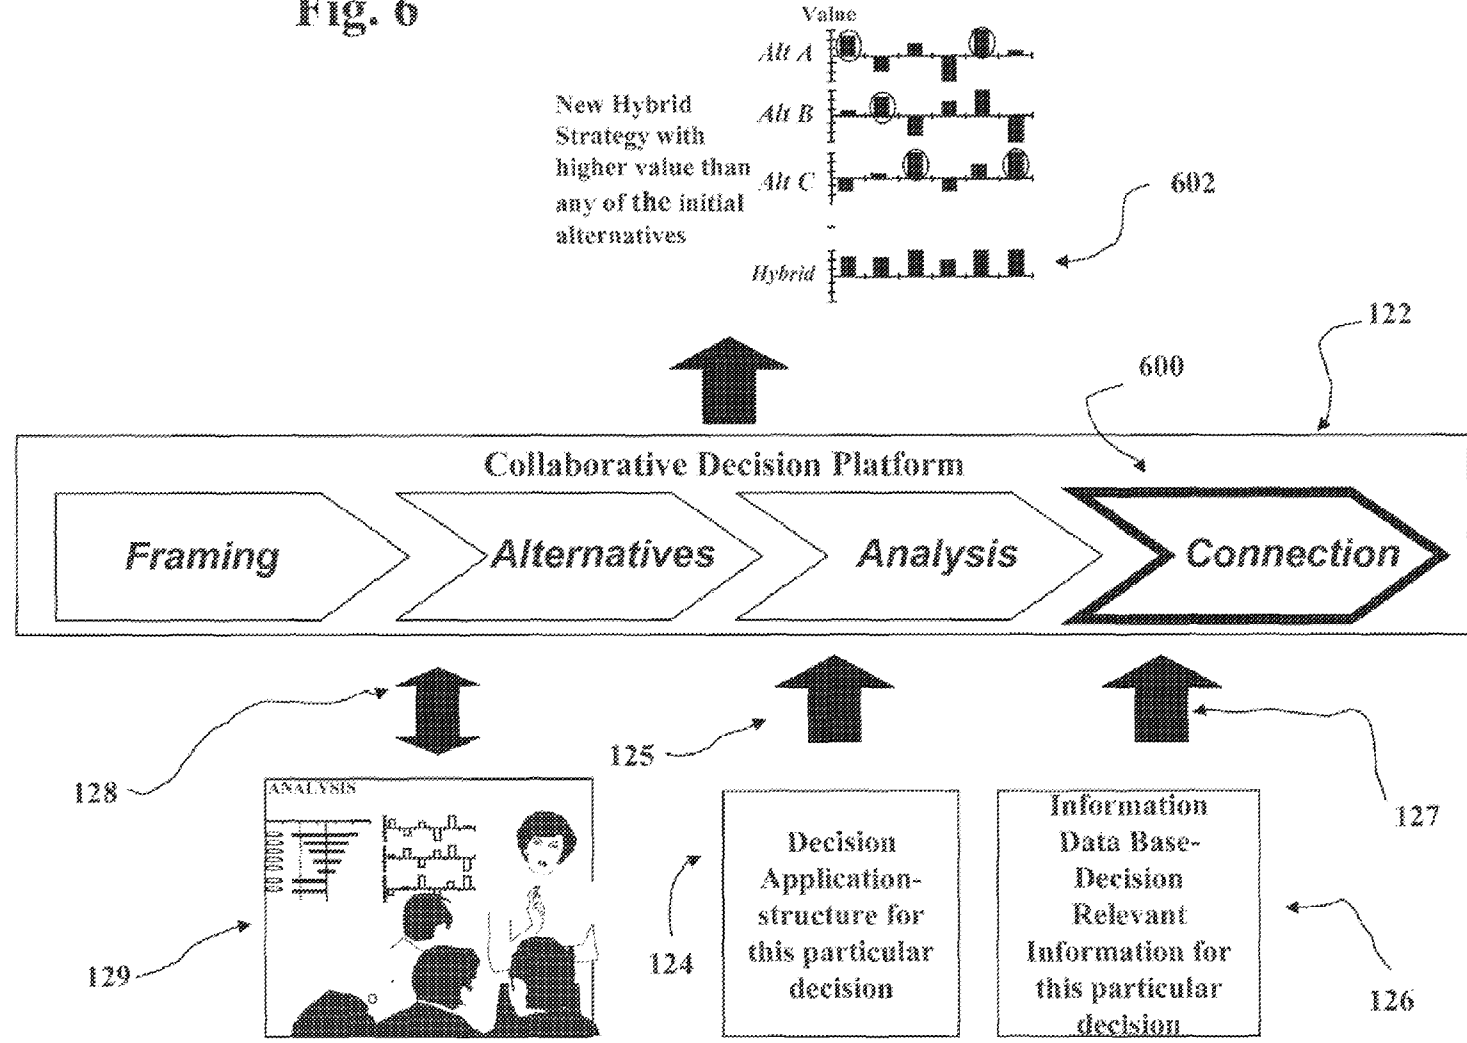 Fig. 6
Value
Alt A
Alt B
Alt C
Hybrid
New Hybrid
Strategy with
higher value than
any of the initial
alternatives
602
122
600
Collaborative Decision Platform
Framing
Alternatives
Analysis
Connection
128
125
127
ANALYSIS
129
124
Decision
Application-
structure for
this particular
decision
Information
Data Base-
Decision
Relevant
Information for
this particular
decision
126